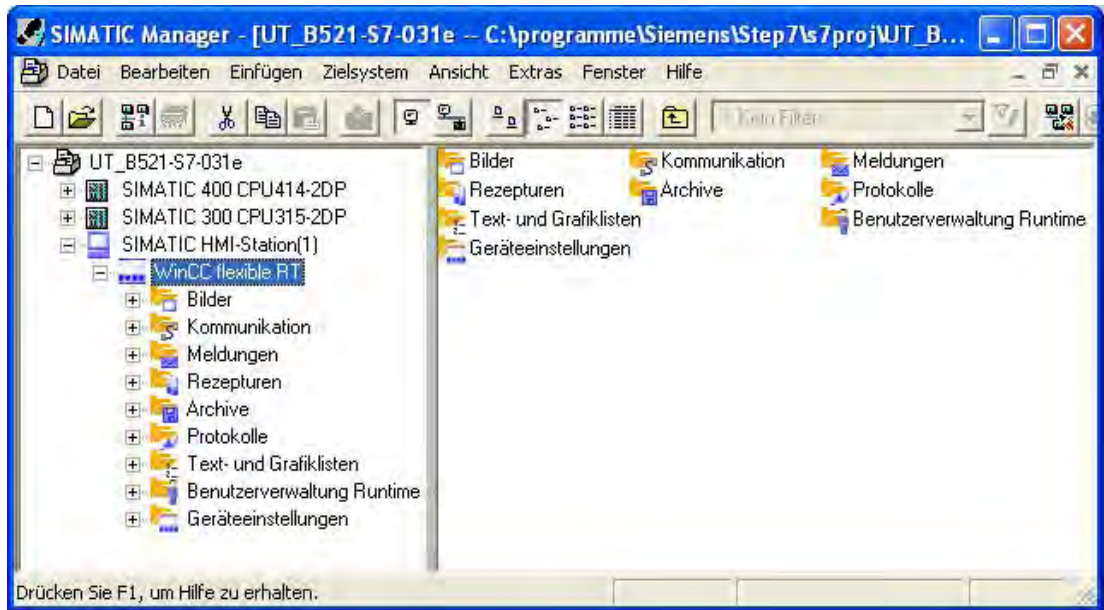 SIMATIC Manager - [UT_B521-S7-031e -- C:\programme\Siemens\Step7\s7proj\UT_B...
Datei Bearbeiten Einfügen Zielsystem Ansicht Extras Fenster Hilfe
< Kein Filter >
UT_B521-S7-031e
SIMATIC 400 CPU414-2DP
SIMATIC 300 CPU315-2DP
SIMATIC HMI-Station(1)
WinCC flexible RT
Bilder
Kommunikation
Meldungen
Rezepturen
Archive
Protokolle
Text- und Grafiklisten
Benutzerverwaltung Runtime
Geräteeinstellungen
Bilder Kommunikation Meldungen
Rezepturen Archive Protokolle
Text- und Grafiklisten Benutzerverwaltung Runtime
Geräteeinstellungen
Drücken Sie F1, um Hilfe zu erhalten.